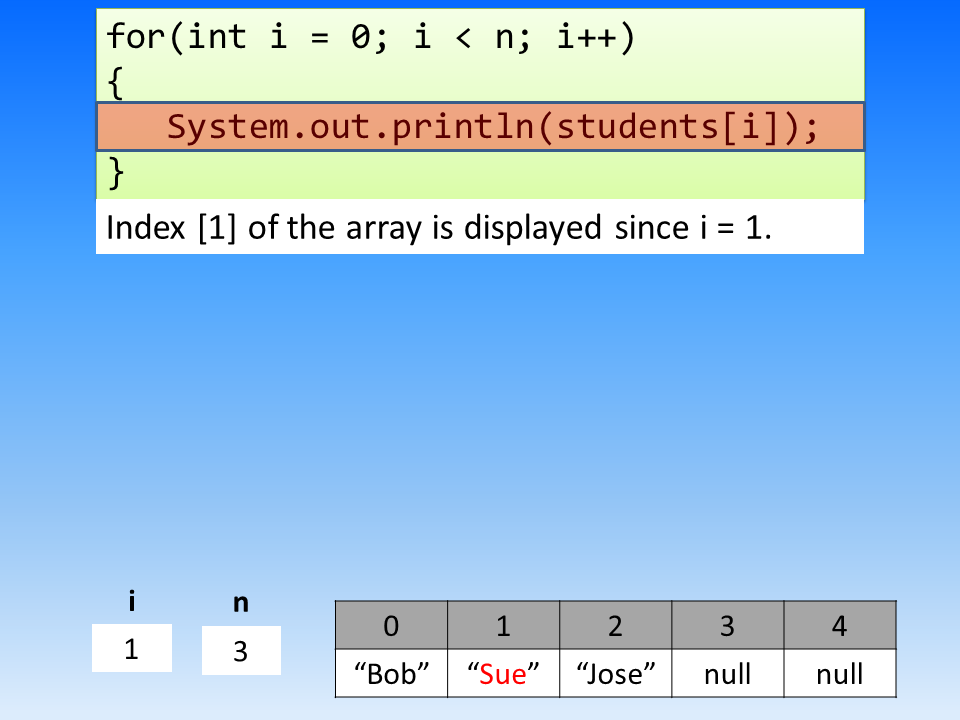 for(int i = 0; i < n; i++)
{
System.out.println(students[i]);
}
Index [1] of the array is displayed since i = 1.
i n
1 3
0 1 2 3 4
“Bob” “Sue” “Jose” null null